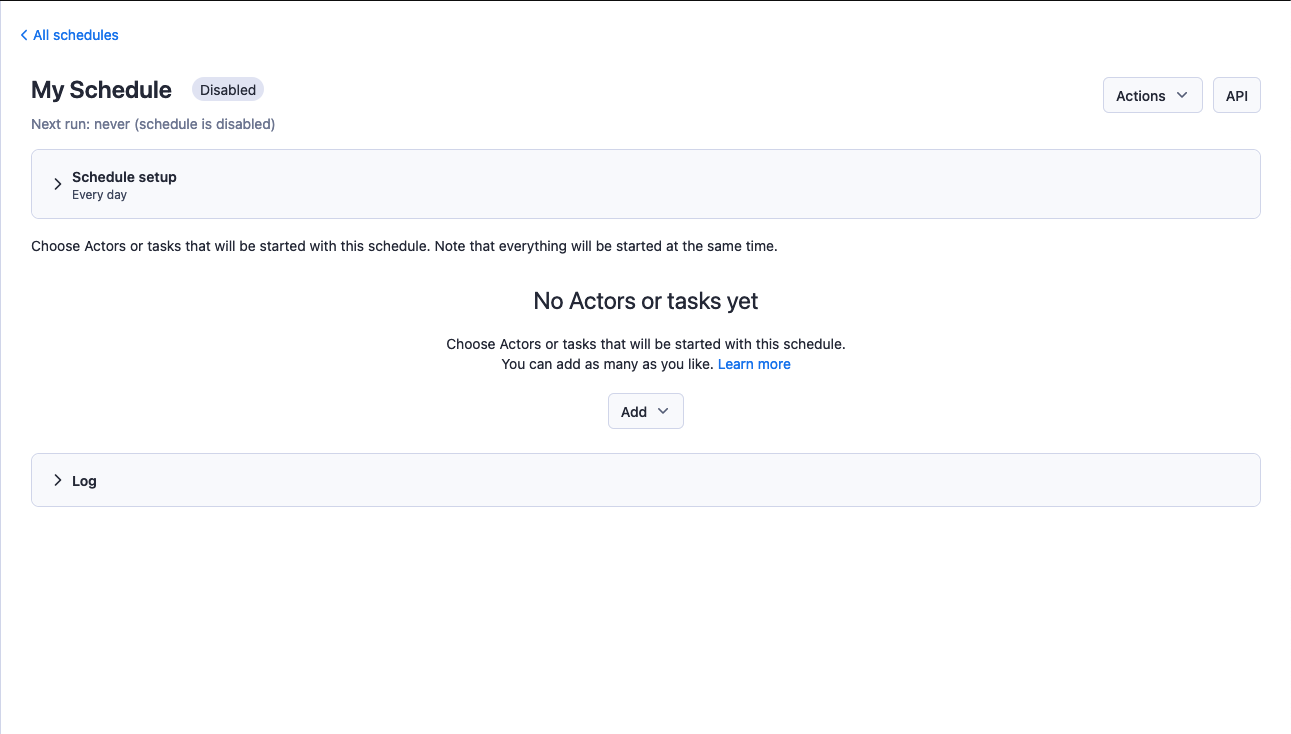 All schedules
My Schedule
Disabled
Actions
API
Next run: never (schedule is disabled)
Schedule setup
Every day
Choose Actors or tasks that will be started with this schedule. Note that everything will be started at the same time.
No Actors or tasks yet
Choose Actors or tasks that will be started with this schedule.
You can add as many as you like. Learn more
Add
Log